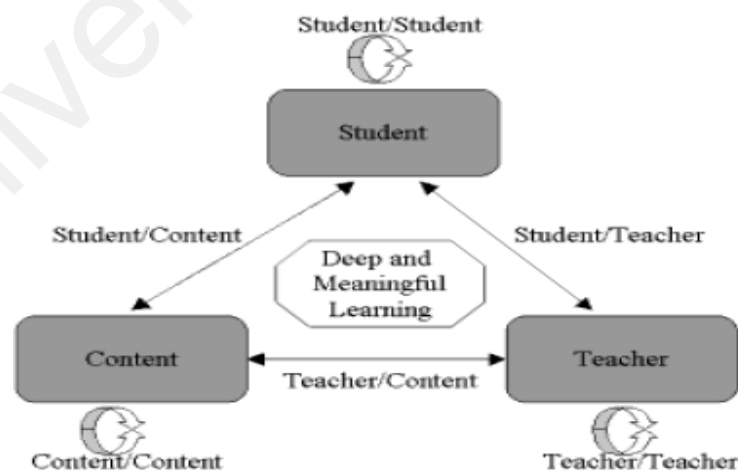 Student/Student
Student
Student/Content
Student/Teacher
Deep and
Meaningful
Learning
Content
Teacher
Teacher/Content
Content/Content
Teacher/Teacher